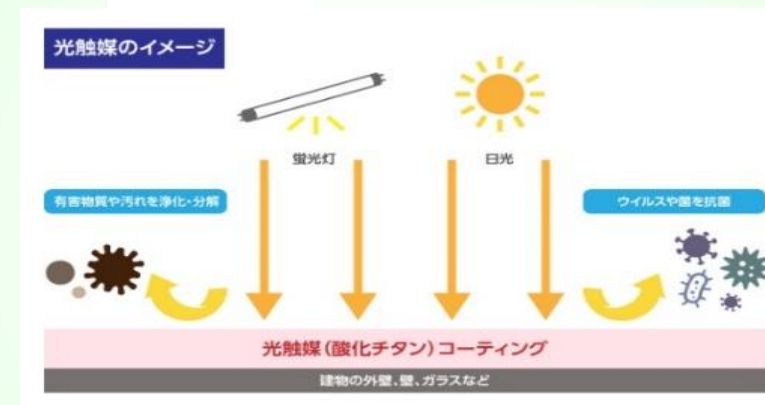 光触媒のイメージ
蛍光灯
日光
有害物質や汚れを浄化・分解
ウイルスや菌を抗菌
光触媒（酸化チタン）コーティング
建物の外壁、壁、ガラスなど